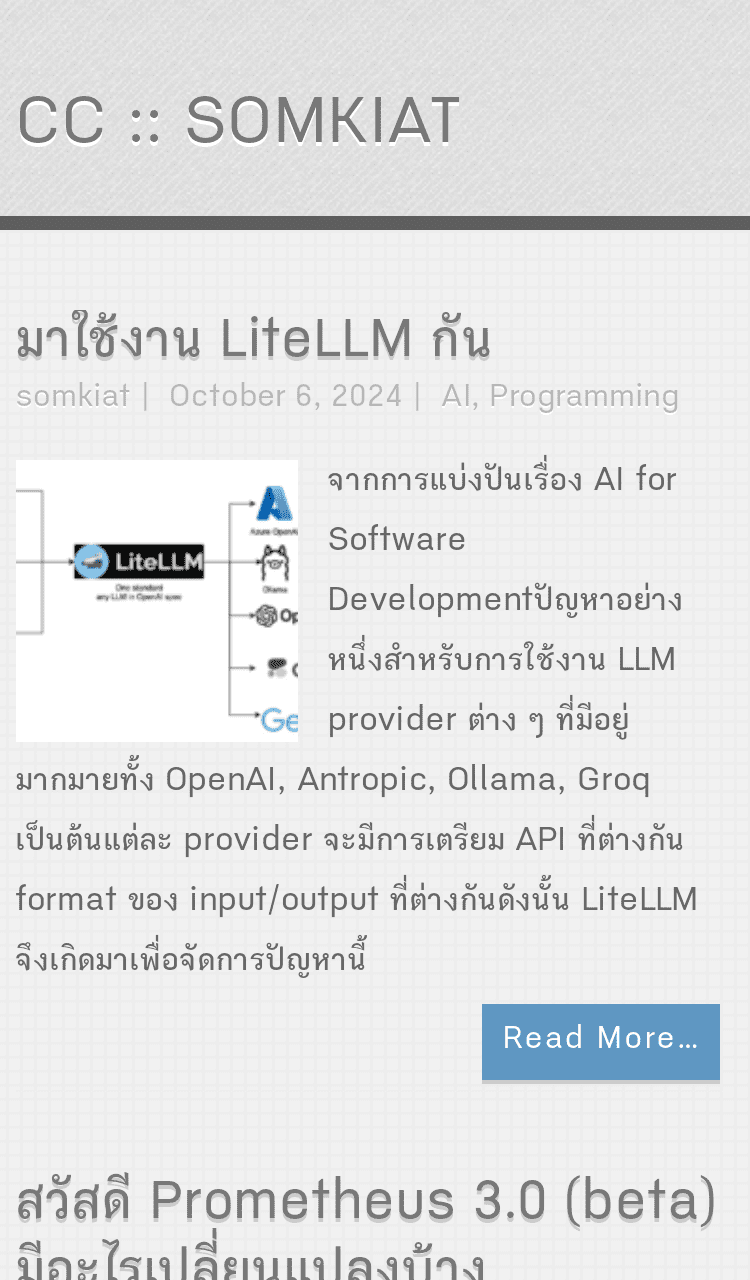 CC :: SOMKIAT
มาใช้งาน LiteLLM กัน
somkiat | October 6, 2024 | AI, Programming
LiteLLM
One standard
any LLM in OpenAI spec
Ollama
จากการแบ่งปันเรื่อง AI for
Software
Developmentปัญหาอย่าง
หนึ่งสำหรับการใช้งาน LLM
provider ต่าง ๆ ที่มีอยู่
มากมายทั้ง OpenAI, Antropic, Ollama, Groq
เป็นต้นแต่ละ provider จะมีการเตรียม API ที่ต่างกัน
format ของ input/output ที่ต่างกันดังนั้น LiteLLM
จึงเกิดมาเพื่อจัดการปัญหานี้
Read More…
สวัสดี Prometheus 3.0 (beta)
มีอะไรเปลี่ยนแปลงบ้าง